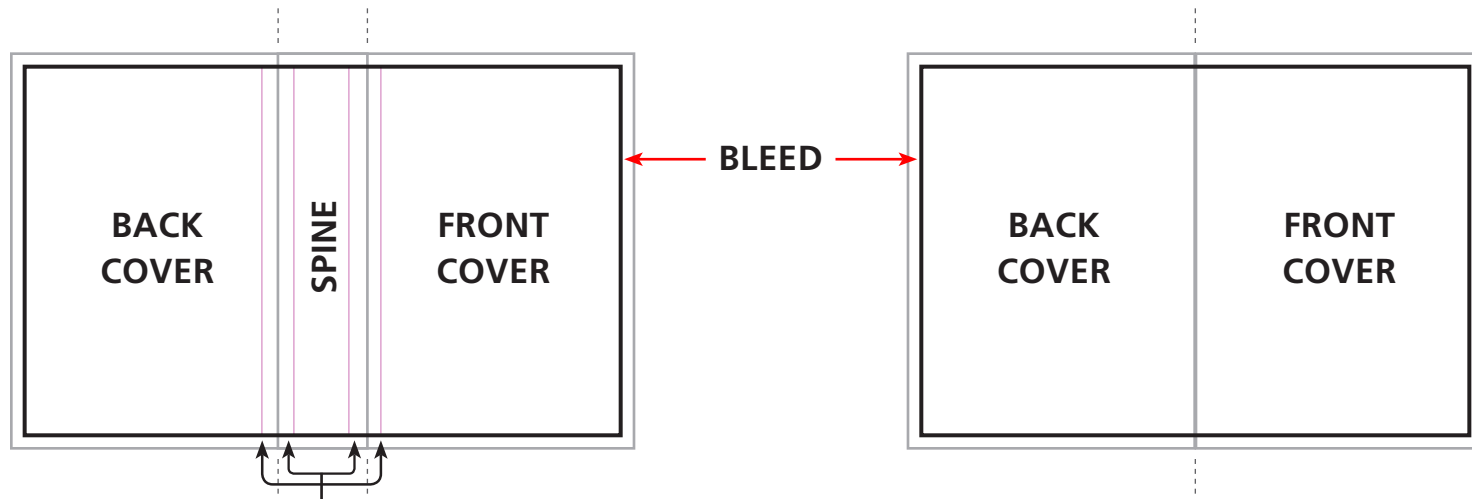 BACK
COVER
SPINE
FRONT
COVER
BLEED
BACK
COVER
FRONT
COVER